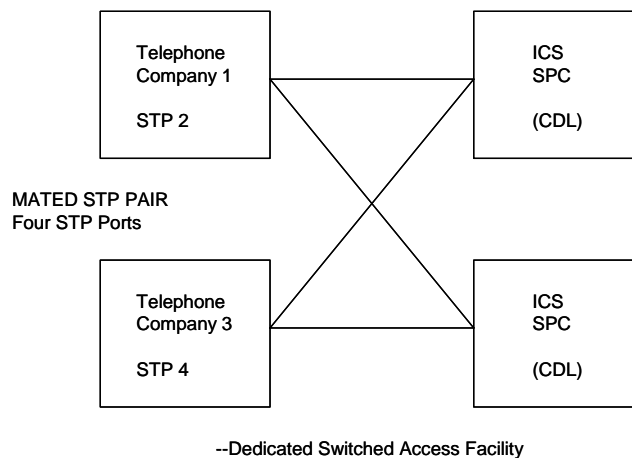 Telephone
Company 1
STP 2
ICS
SPC
(CDL)
MATED STP PAIR
Four STP Ports
Telephone
Company 3
STP 4
ICS
SPC
(CDL)
--Dedicated Switched Access Facility